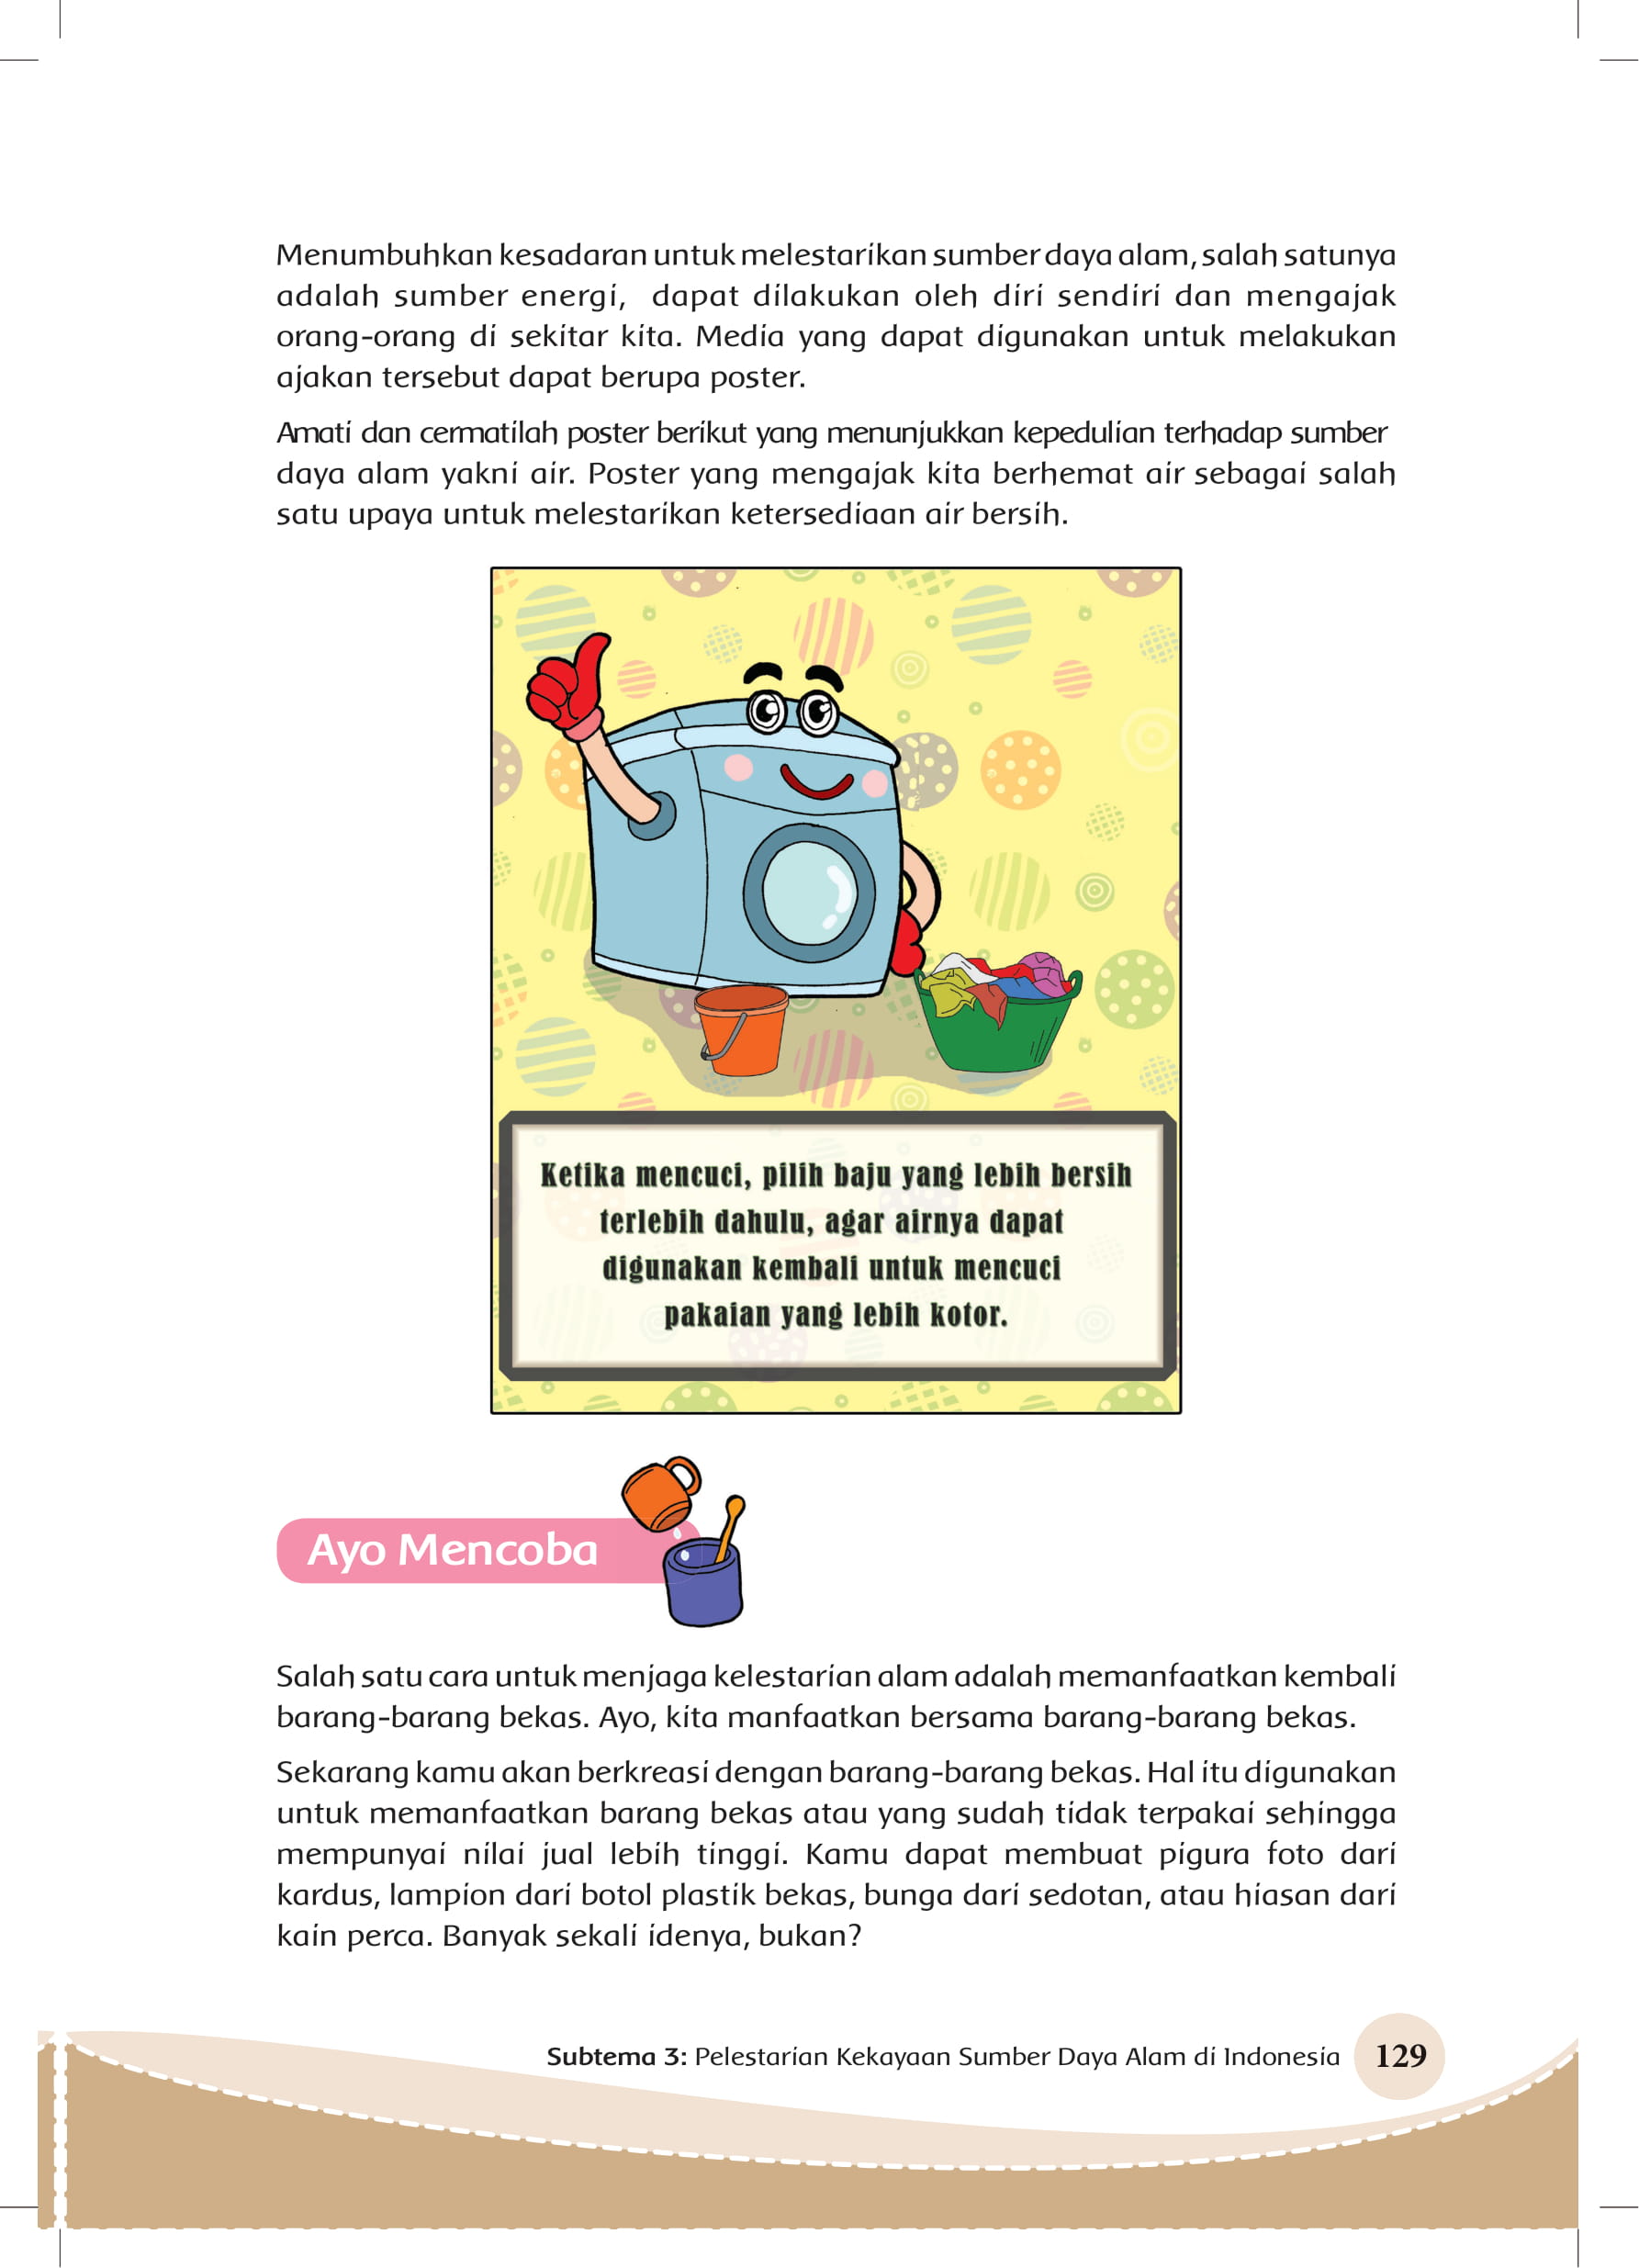 Menumbuhkan kesadaran untuk melestarikan sumber daya alam, salah satunya
adalah sumber energi, dapat dilakukan oleh diri sendiri dan mengajak
orang-orang di sekitar kita. Media yang dapat digunakan untuk melakukan
ajakan tersebut dapat berupa poster.
Amati dan cermatilah poster berikut yang menunjukkan kepedulian terhadap sumber
daya alam yakni air. Poster yang mengajak kita berhemat air sebagai salah
satu upaya untuk melestarikan ketersediaan air bersih.
Ketika mencuci, pilih baju yang lebih bersih
terlebih dahulu, agar airnya dapat
digunakan kembali untuk mencuci
pakaian yang lebih kotor.
Ayo Mencoba
Salah satu cara untuk menjaga kelestarian alam adalah memanfaatkan kembali
barang-barang bekas. Ayo, kita manfaatkan bersama barang-barang bekas.
Sekarang kamu akan berkreasi dengan barang-barang bekas. Hal itu digunakan
untuk memanfaatkan barang bekas atau yang sudah tidak terpakai sehingga
mempunyai nilai jual lebih tinggi. Kamu dapat membuat pigura foto dari
kardus, lampion dari botol plastik bekas, bunga dari sedotan, atau hiasan dari
kain perca. Banyak sekali idenya, bukan?
Subtema 3: Pelestarian Kekayaan Sumber Daya Alam di Indonesia 129